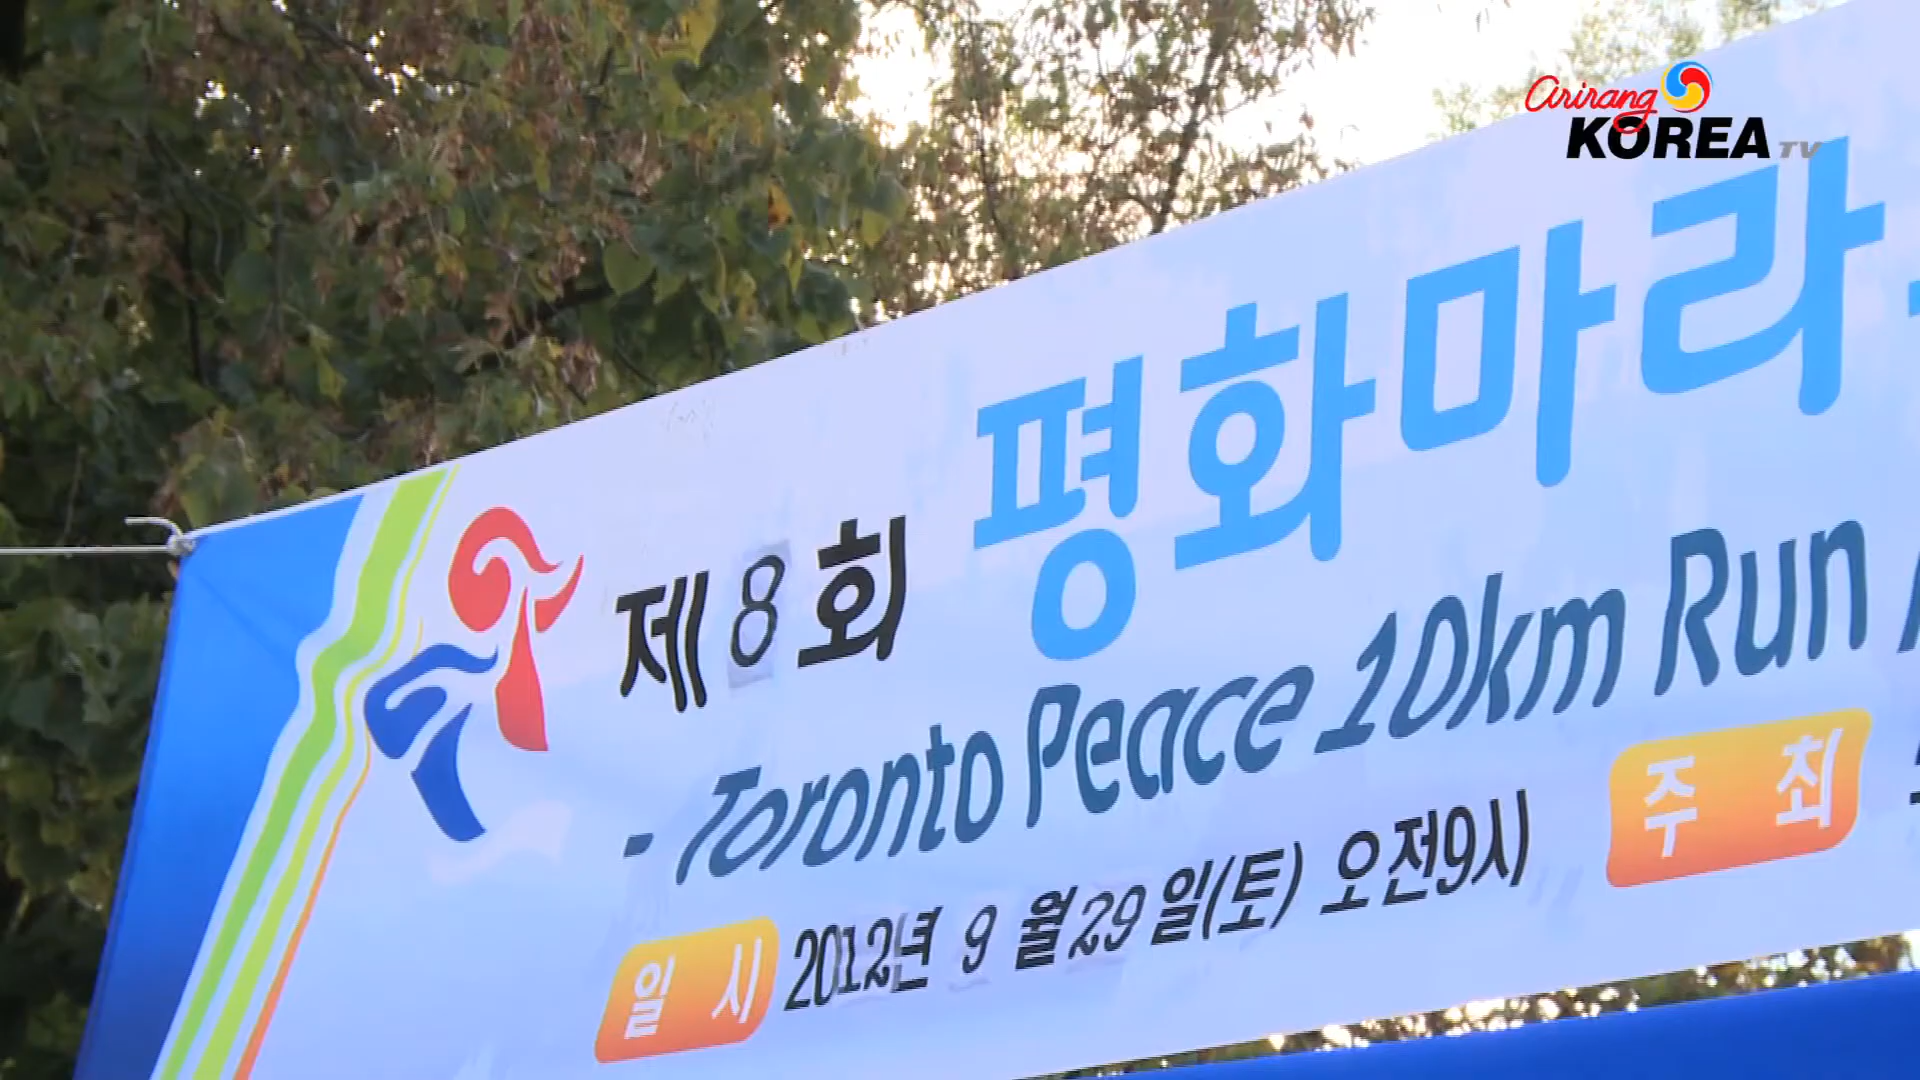 Arirang
KOREA TV
제8회 평화마라
- Toronto Peace 10km Run
일 시 2012년 9월 29일(토) 오전9시 주 최